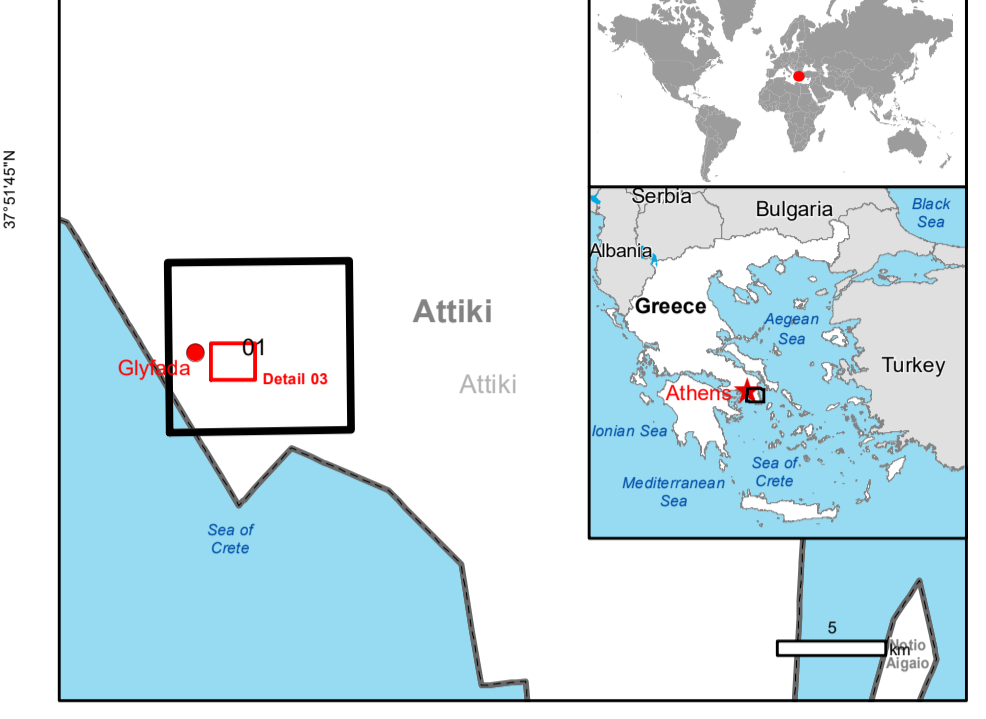 37°51'45"N
Serbia
Bulgaria
Black
Sea
Albania
Greece
Aegean
Sea
Turkey
Athens
Ionian Sea
Sea of
Crete
Mediterranean
Sea
Attiki
01
Glyfada
Detail 03
Attiki
Sea of
Crete
5
km
Notio
Aigaio